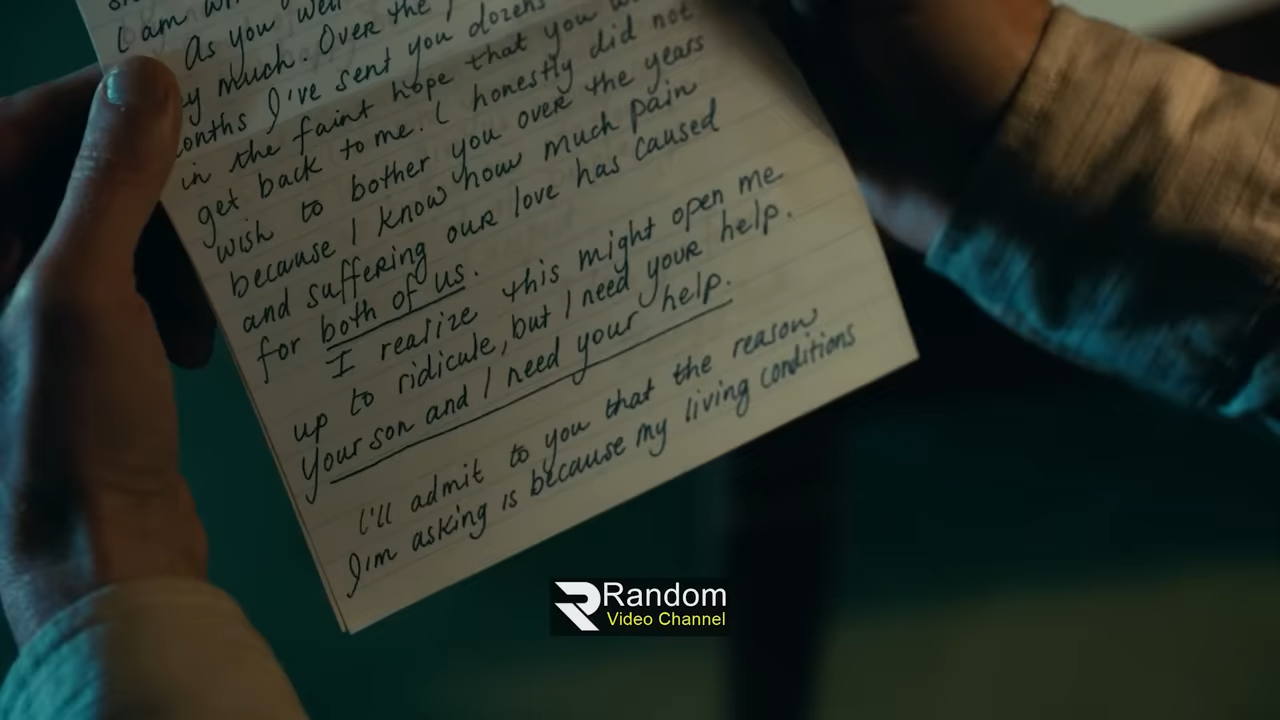 I am
As you well
much. Over the
I've sent you dozens
in the faint hope that you
get back to me. I honestly did not
wish to bother you over the years
because I know how much pain
and suffering our love has caused
for both of us.
I realize this might open me
up to ridicule, but I need your help.
Your son and I need your help.
I'll admit to you that the reason
I'm asking is because my living conditions
Random
Video Channel